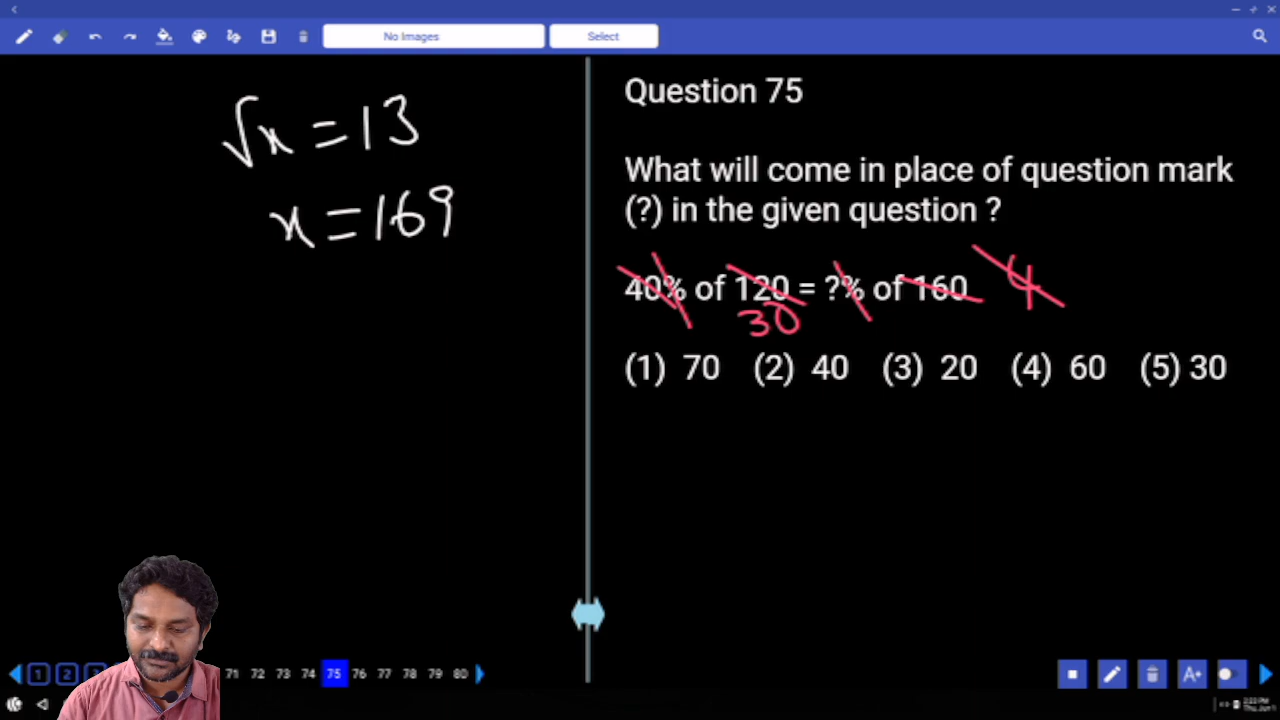 No Images
Select
√x = 13
x = 169
Question 75
What will come in place of question mark
(?) in the given question ?
40% of 120 = ?% of 160 4
30
(1) 70 (2) 40 (3) 20 (4) 60 (5) 30
1 2 71 72 73 74 75 76 77 78 79 80
A+